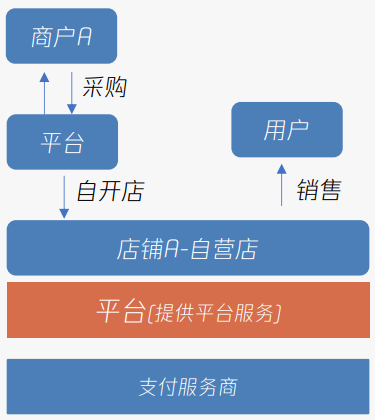 商户A
采购
平台
用户
自开店
销售
店铺A-自营店
平台(提供平台服务)
支付服务商